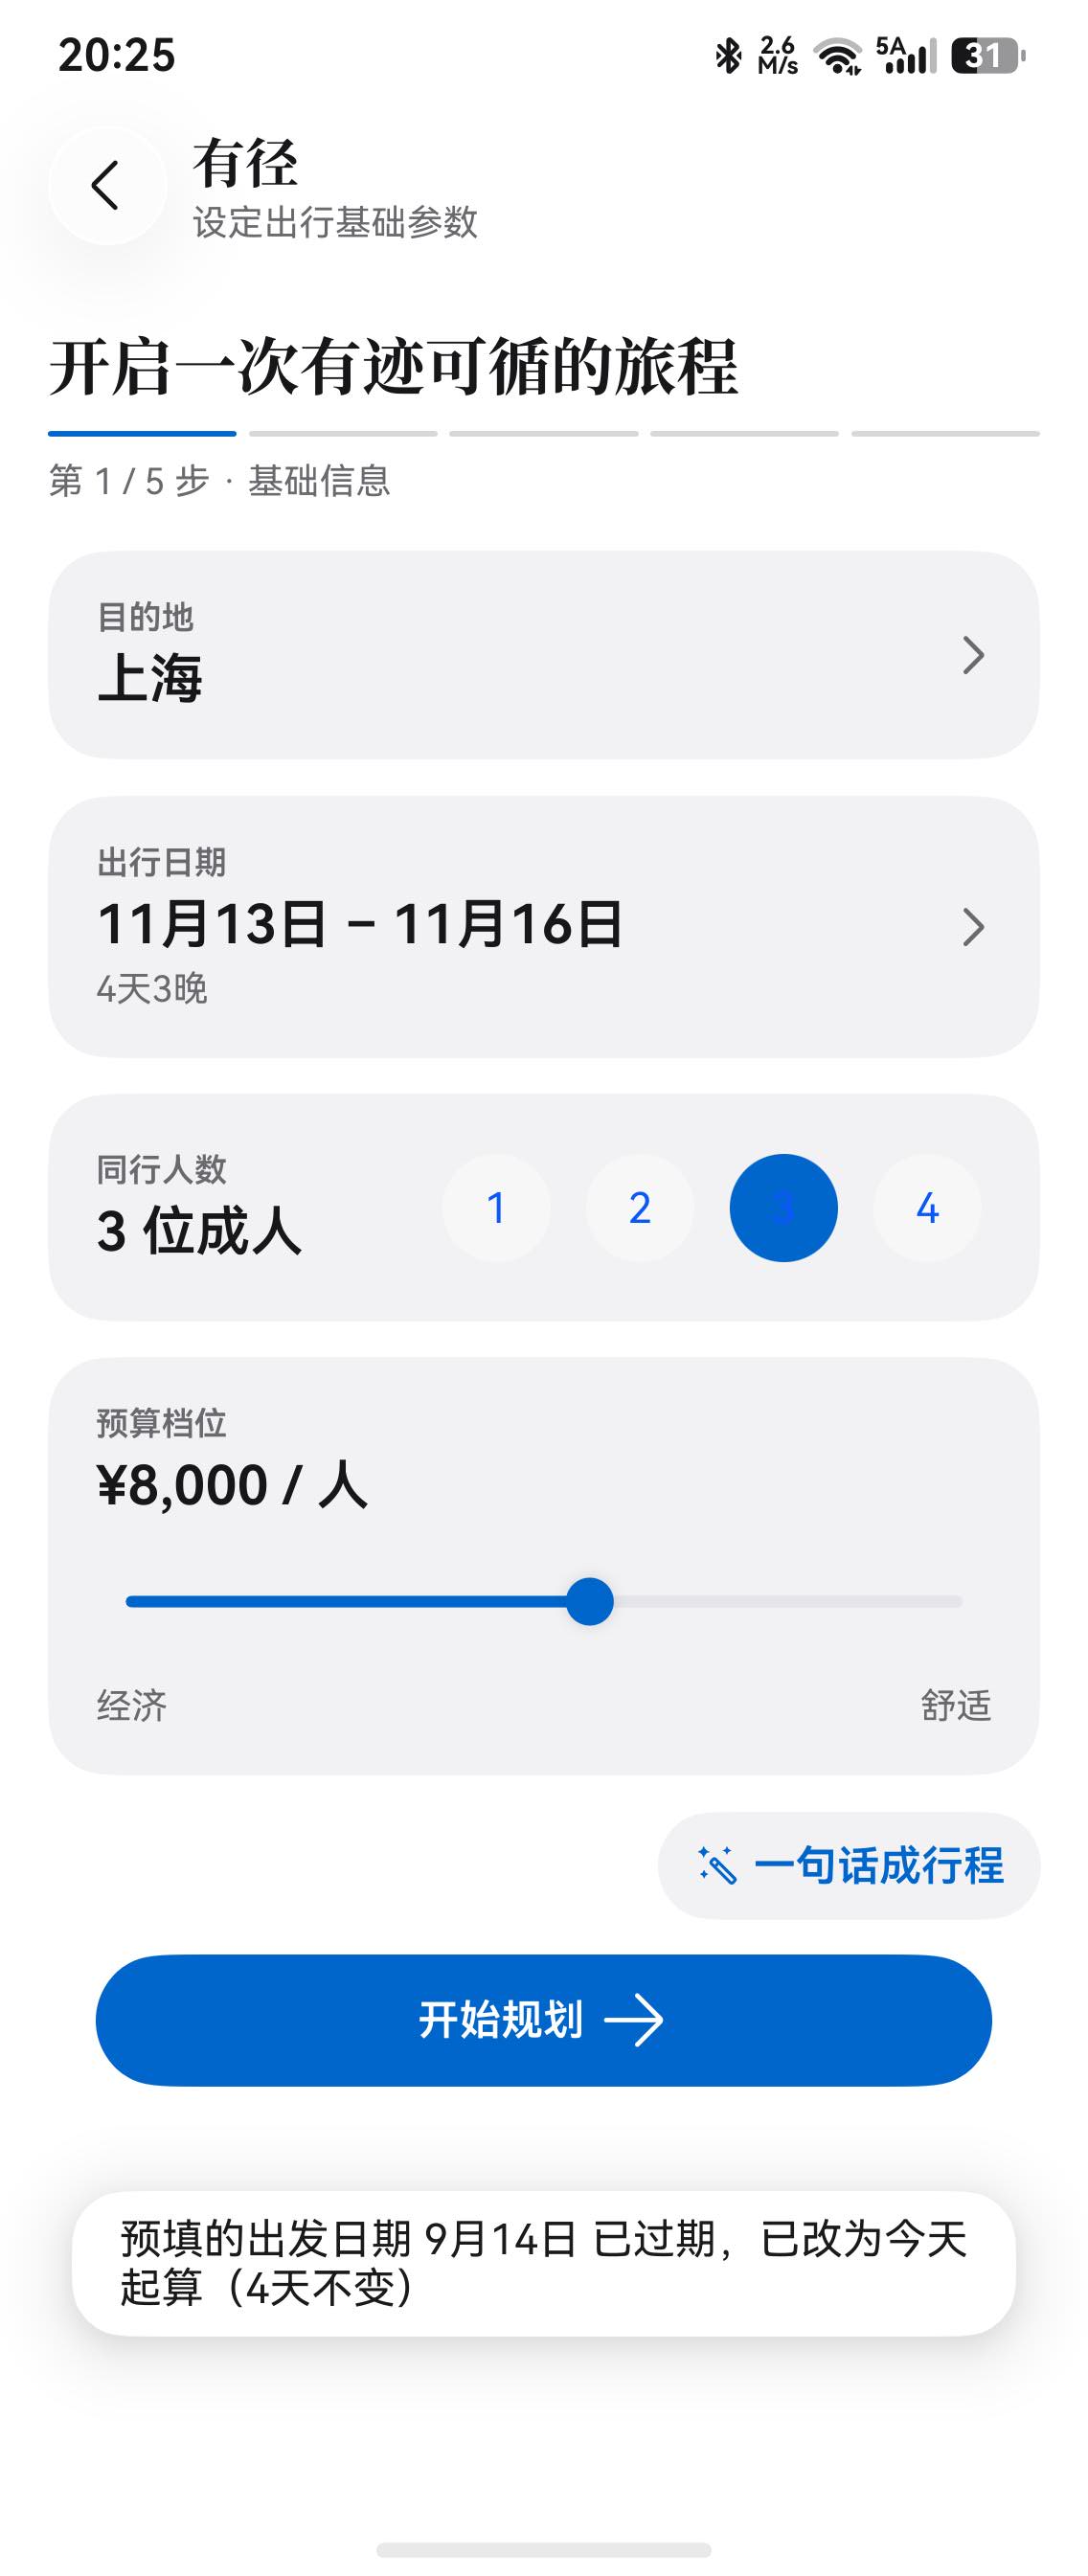 20:25
2.6 M/s
5A
31
有径
设定出行基础参数
开启一次有迹可循的旅程
第 1 / 5 步 · 基础信息
目的地
上海
出行日期
11月13日 – 11月16日
4天3晚
同行人数
3 位成人
1 2 3 4
预算档位
¥8,000 / 人
经济 舒适
一句话成行程
开始规划
预填的出发日期 9月14日 已过期，已改为今天
起算（4天不变）